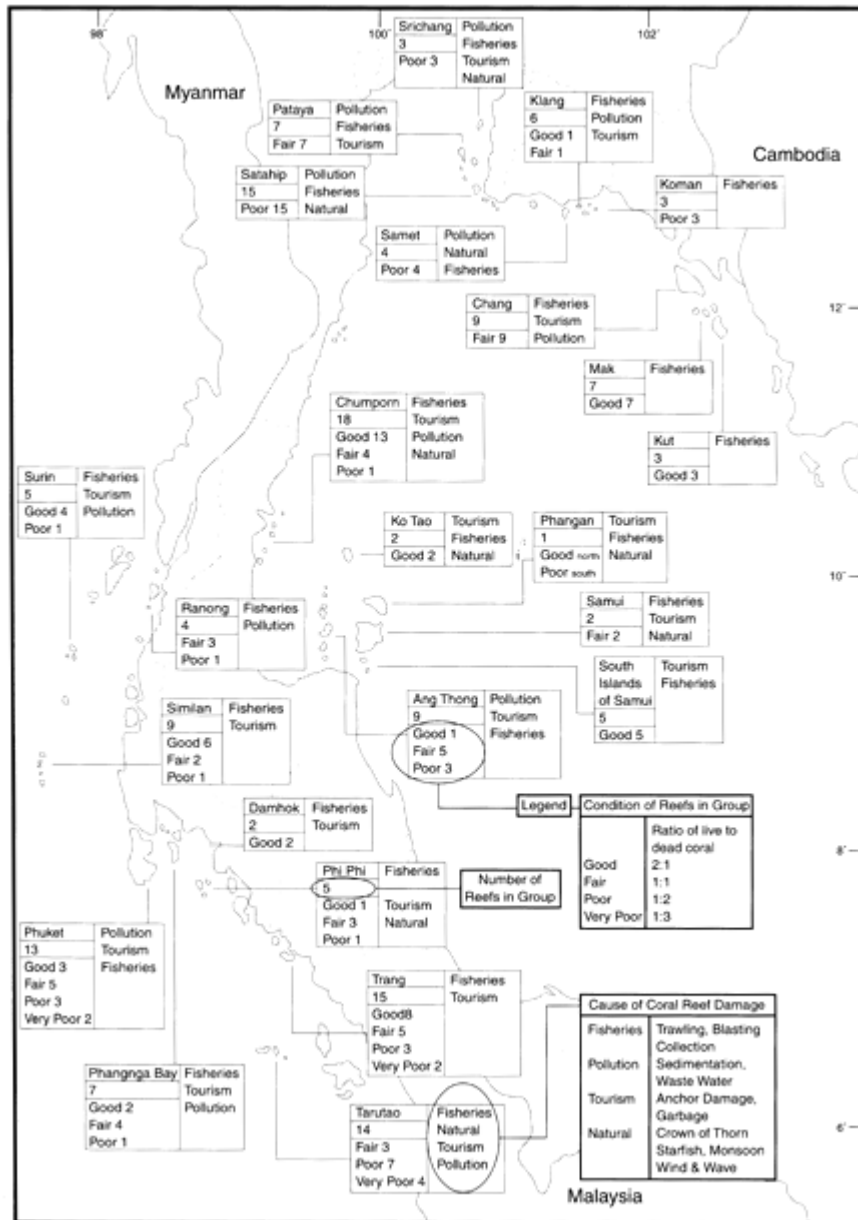 98˚
100˚
102˚
Srichang Pollution
3 Fisheries
Poor 3 Tourism
Natural
Myanmar
Pataya Pollution
7 Fisheries
Fair 7 Tourism
Klang Fisheries
6 Pollution
Good 1 Tourism
Fair 1
Cambodia
Satahip Pollution
15 Fisheries
Poor 15 Natural
Koman Fisheries
3
Poor 3
Samet Pollution
4 Natural
Poor 4 Fisheries
Chang Fisheries
9 Tourism
Fair 9 Pollution
12˚
Mak Fisheries
7
Good 7
Chumporn Fisheries
18 Tourism
Good 13 Pollution
Fair 4 Natural
Poor 1
Kut Fisheries
3
Good 3
Surin Fisheries
5 Tourism
Good 4 Pollution
Poor 1
Ko Tao Tourism
2 Fisheries
Good 2 Natural
Phangan Tourism
1 Fisheries
Good north Natural
Poor south
10˚
Ranong Fisheries
4 Pollution
Fair 3
Poor 1
Samui Fisheries
2 Tourism
Fair 2 Natural
South Tourism
Islands Fisheries
of Samui
5
Good 5
Similan Fisheries
9 Tourism
Good 6
Fair 2
Poor 1
Ang Thong Pollution
9 Tourism
Good 1 Fisheries
Fair 5
Poor 3
Damhok Fisheries
2 Tourism
Good 2
Legend
Condition of Reefs in Group
Ratio of live to
dead coral
Good 2:1
Fair 1:1
Poor 1:2
Very Poor 1:3
8˚
Phi Phi Fisheries
5
Good 1 Tourism
Fair 3 Natural
Poor 1
Number of
Reefs in Group
Phuket Pollution
13 Tourism
Good 3 Fisheries
Fair 5
Poor 3
Very Poor 2
Trang Fisheries
15 Tourism
Good8
Fair 5
Poor 3
Very Poor 2
Cause of Coral Reef Damage
Fisheries Trawling, Blasting
Collection
Pollution Sedimentation,
Waste Water
Tourism Anchor Damage,
Garbage
Natural Crown of Thorn
Starfish, Monsoon
Wind & Wave
Phangnga Bay Fisheries
7 Tourism
Good 2 Pollution
Fair 4
Poor 1
Tarutao Fisheries
14 Natural
Fair 3 Tourism
Poor 7 Pollution
Very Poor 4
6˚
Malaysia